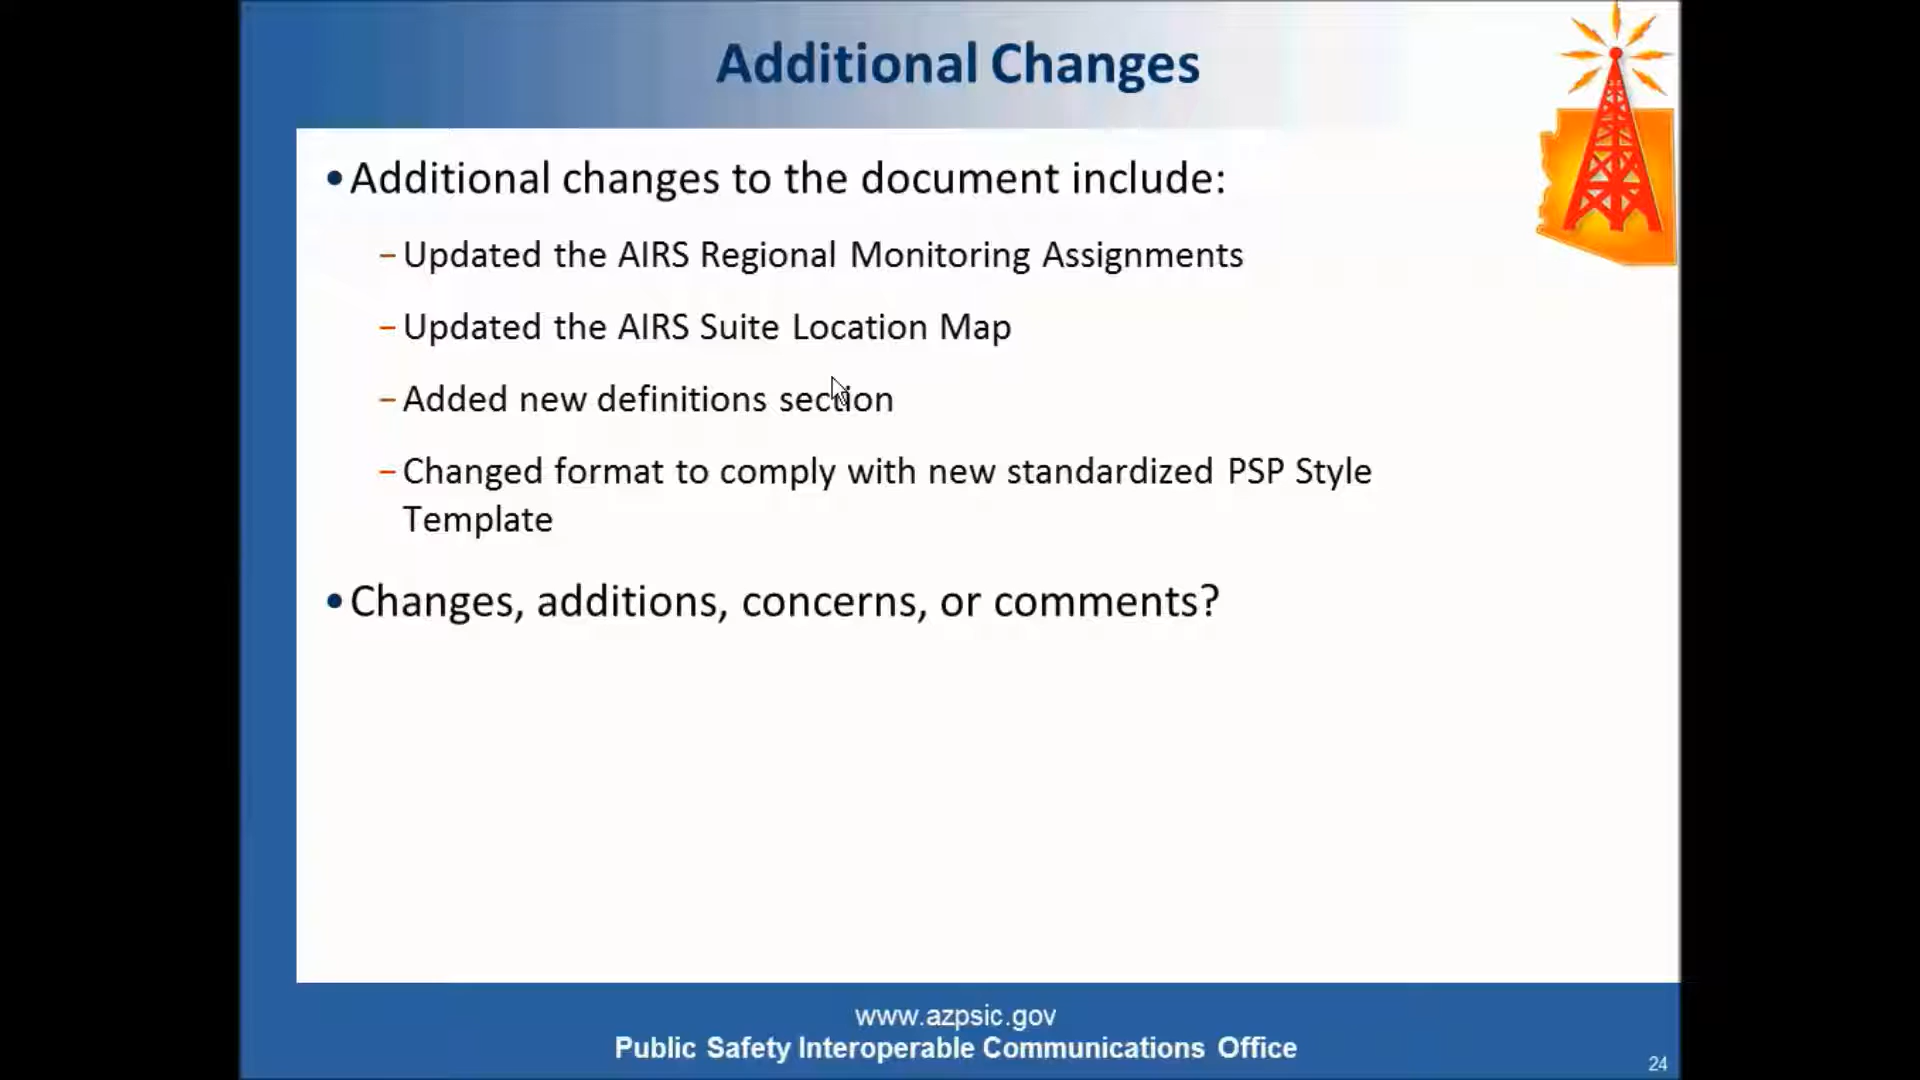 Additional Changes
•Additional changes to the document include:
–Updated the AIRS Regional Monitoring Assignments
–Updated the AIRS Suite Location Map
–Added new definitions section
–Changed format to comply with new standardized PSP Style
Template
•Changes, additions, concerns, or comments?
www.azpsic.gov
Public Safety Interoperable Communications Office
24